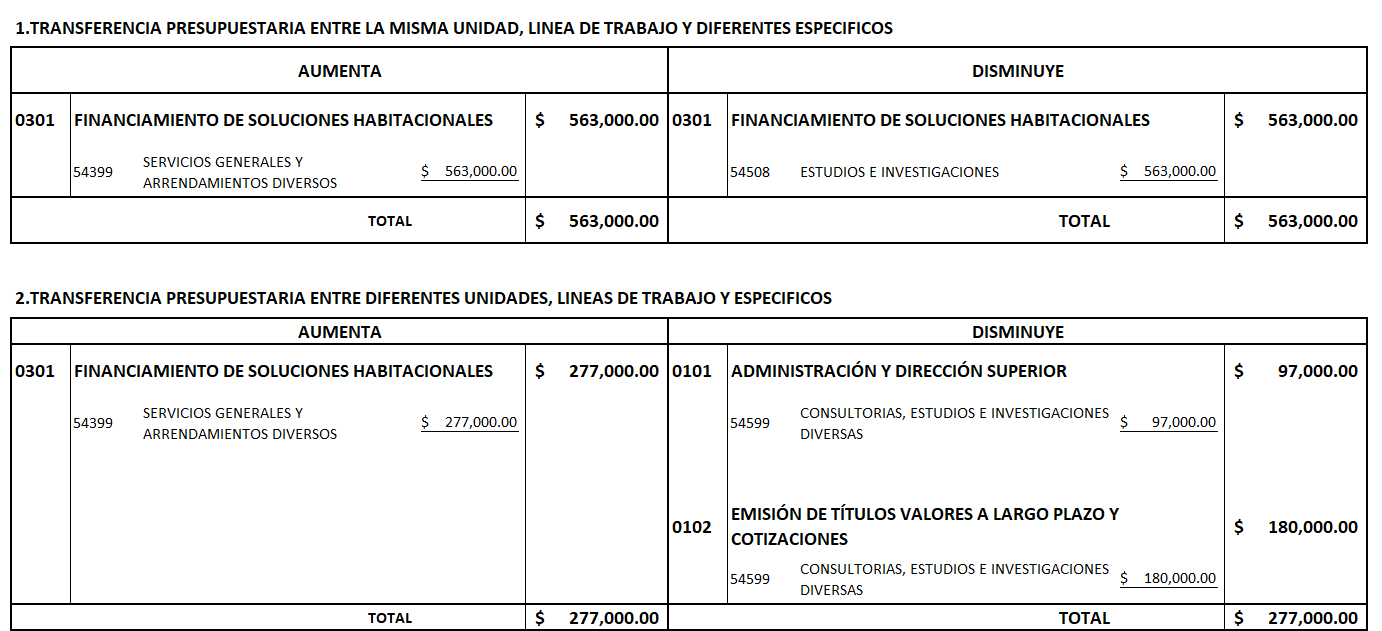 1.TRANSFERENCIA PRESUPUESTARIA ENTRE LA MISMA UNIDAD, LINEA DE TRABAJO Y DIFERENTES ESPECIFICOS
AUMENTA DISMINUYE
0301 FINANCIAMIENTO DE SOLUCIONES HABITACIONALES $ 563,000.00 0301 FINANCIAMIENTO DE SOLUCIONES HABITACIONALES $ 563,000.00
SERVICIOS GENERALES Y
54399 $ 563,000.00 54508 ESTUDIOS E INVESTIGACIONES $ 563,000.00
ARRENDAMIENTOS DIVERSOS
TOTAL $ 563,000.00 TOTAL $ 563,000.00
2.TRANSFERENCIA PRESUPUESTARIA ENTRE DIFERENTES UNIDADES, LINEAS DE TRABAJO Y ESPECIFICOS
AUMENTA DISMINUYE
0301 FINANCIAMIENTO DE SOLUCIONES HABITACIONALES $ 277,000.00 0101 ADMINISTRACIÓN Y DIRECCIÓN SUPERIOR $ 97,000.00
SERVICIOS GENERALES Y CONSULTORIAS, ESTUDIOS E INVESTIGACIONES
54399 $ 277,000.00 54599 $ 97,000.00
ARRENDAMIENTOS DIVERSOS DIVERSAS
EMISIÓN DE TÍTULOS VALORES A LARGO PLAZO Y
0102 $ 180,000.00
COTIZACIONES
CONSULTORIAS, ESTUDIOS E INVESTIGACIONES
54599 $ 180,000.00
DIVERSAS
TOTAL $ 277,000.00 TOTAL $ 277,000.00